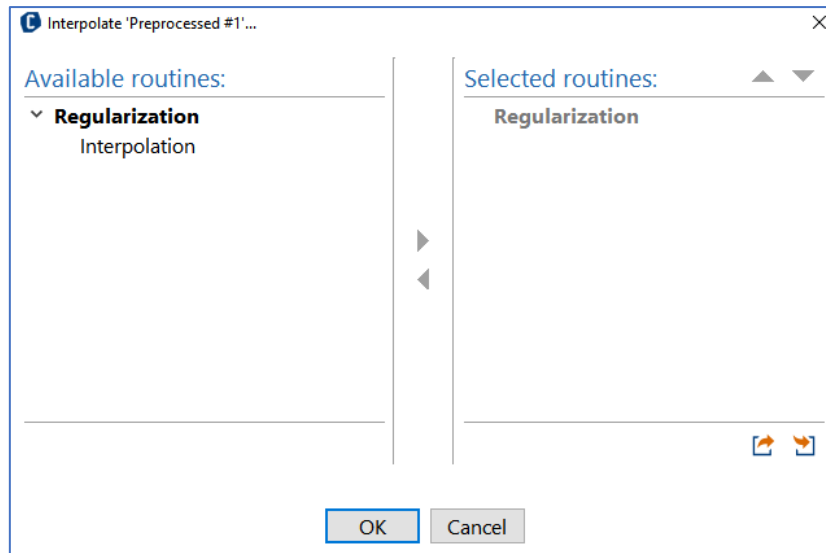 Interpolate 'Preprocessed #1'...
Available routines:
Regularization
Interpolation
Selected routines:
Regularization
OK
Cancel